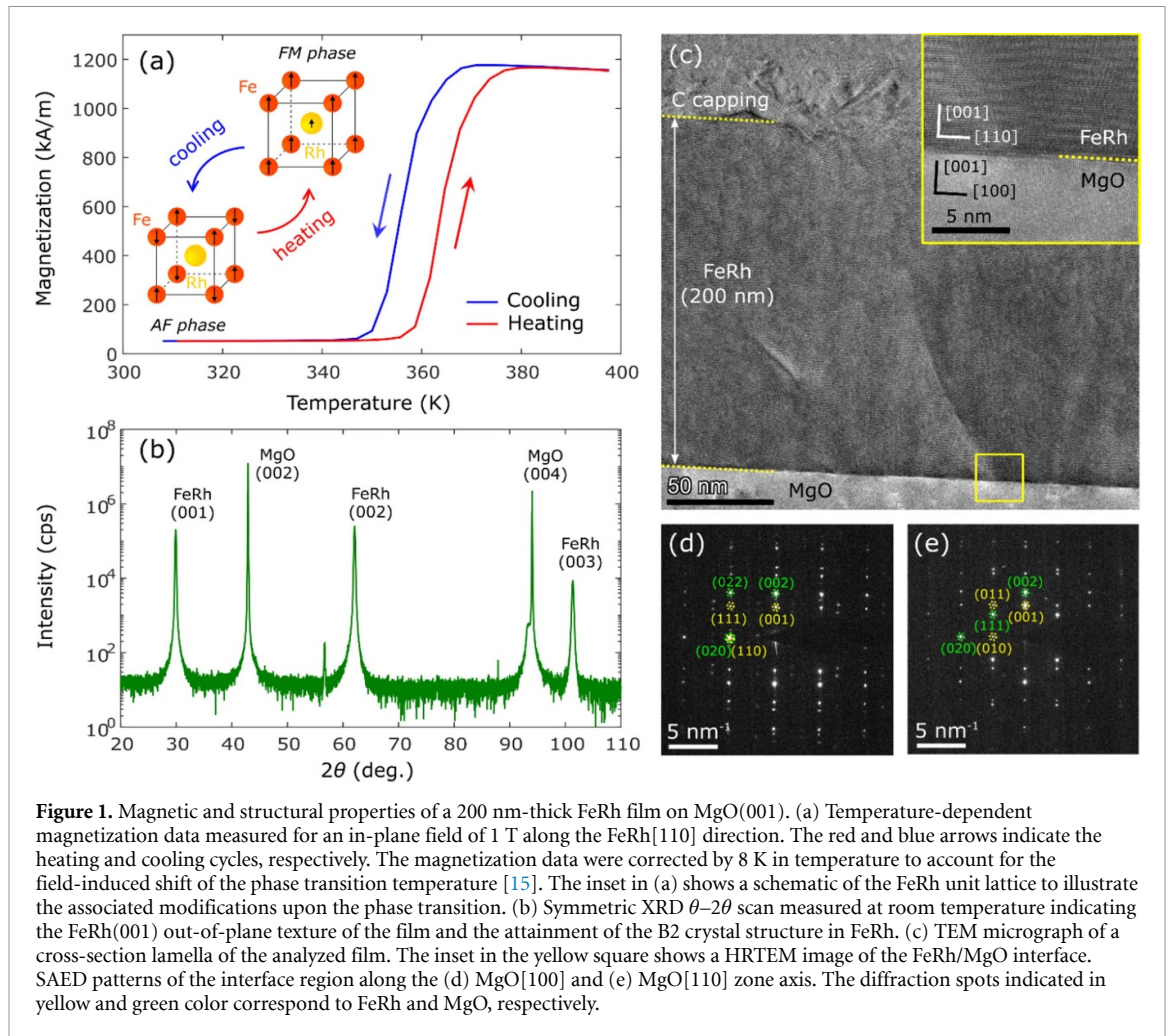 (a)
FM phase
Fe
Rh
cooling
heating
Fe
Rh
AF phase
Cooling
Heating
Magnetization (kA/m)
1200
1000
800
600
400
200
0
300
320
340
360
380
400
Temperature (K)
(b)
FeRh
(001)
MgO
(002)
FeRh
(002)
MgO
(004)
FeRh
(003)
Intensity (cps)
10⁸
10⁶
10⁴
10²
10⁰
20
30
40
50
60
70
80
90
100
110
2θ (deg.)
(c)
C capping
FeRh
(200 nm)
50 nm
MgO
[001]
[110]
FeRh
MgO
[001]
[100]
5 nm
(d)
(022)
(002)
(111)
(001)
(020)
(110)
5 nm⁻¹
(e)
(002)
(011)
(111)
(001)
(020)
(010)
5 nm⁻¹
Figure 1. Magnetic and structural properties of a 200 nm-thick FeRh film on MgO(001). (a) Temperature-dependent
magnetization data measured for an in-plane field of 1 T along the FeRh[110] direction. The red and blue arrows indicate the
heating and cooling cycles, respectively. The magnetization data were corrected by 8 K in temperature to account for the
field-induced shift of the phase transition temperature [15]. The inset in (a) shows a schematic of the FeRh unit lattice to illustrate
the associated modifications upon the phase transition. (b) Symmetric XRD θ–2θ scan measured at room temperature indicating
the FeRh(001) out-of-plane texture of the film and the attainment of the B2 crystal structure in FeRh. (c) TEM micrograph of a
cross-section lamella of the analyzed film. The inset in the yellow square shows a HRTEM image of the FeRh/MgO interface.
SAED patterns of the interface region along the (d) MgO[100] and (e) MgO[110] zone axis. The diffraction spots indicated in
yellow and green color correspond to FeRh and MgO, respectively.